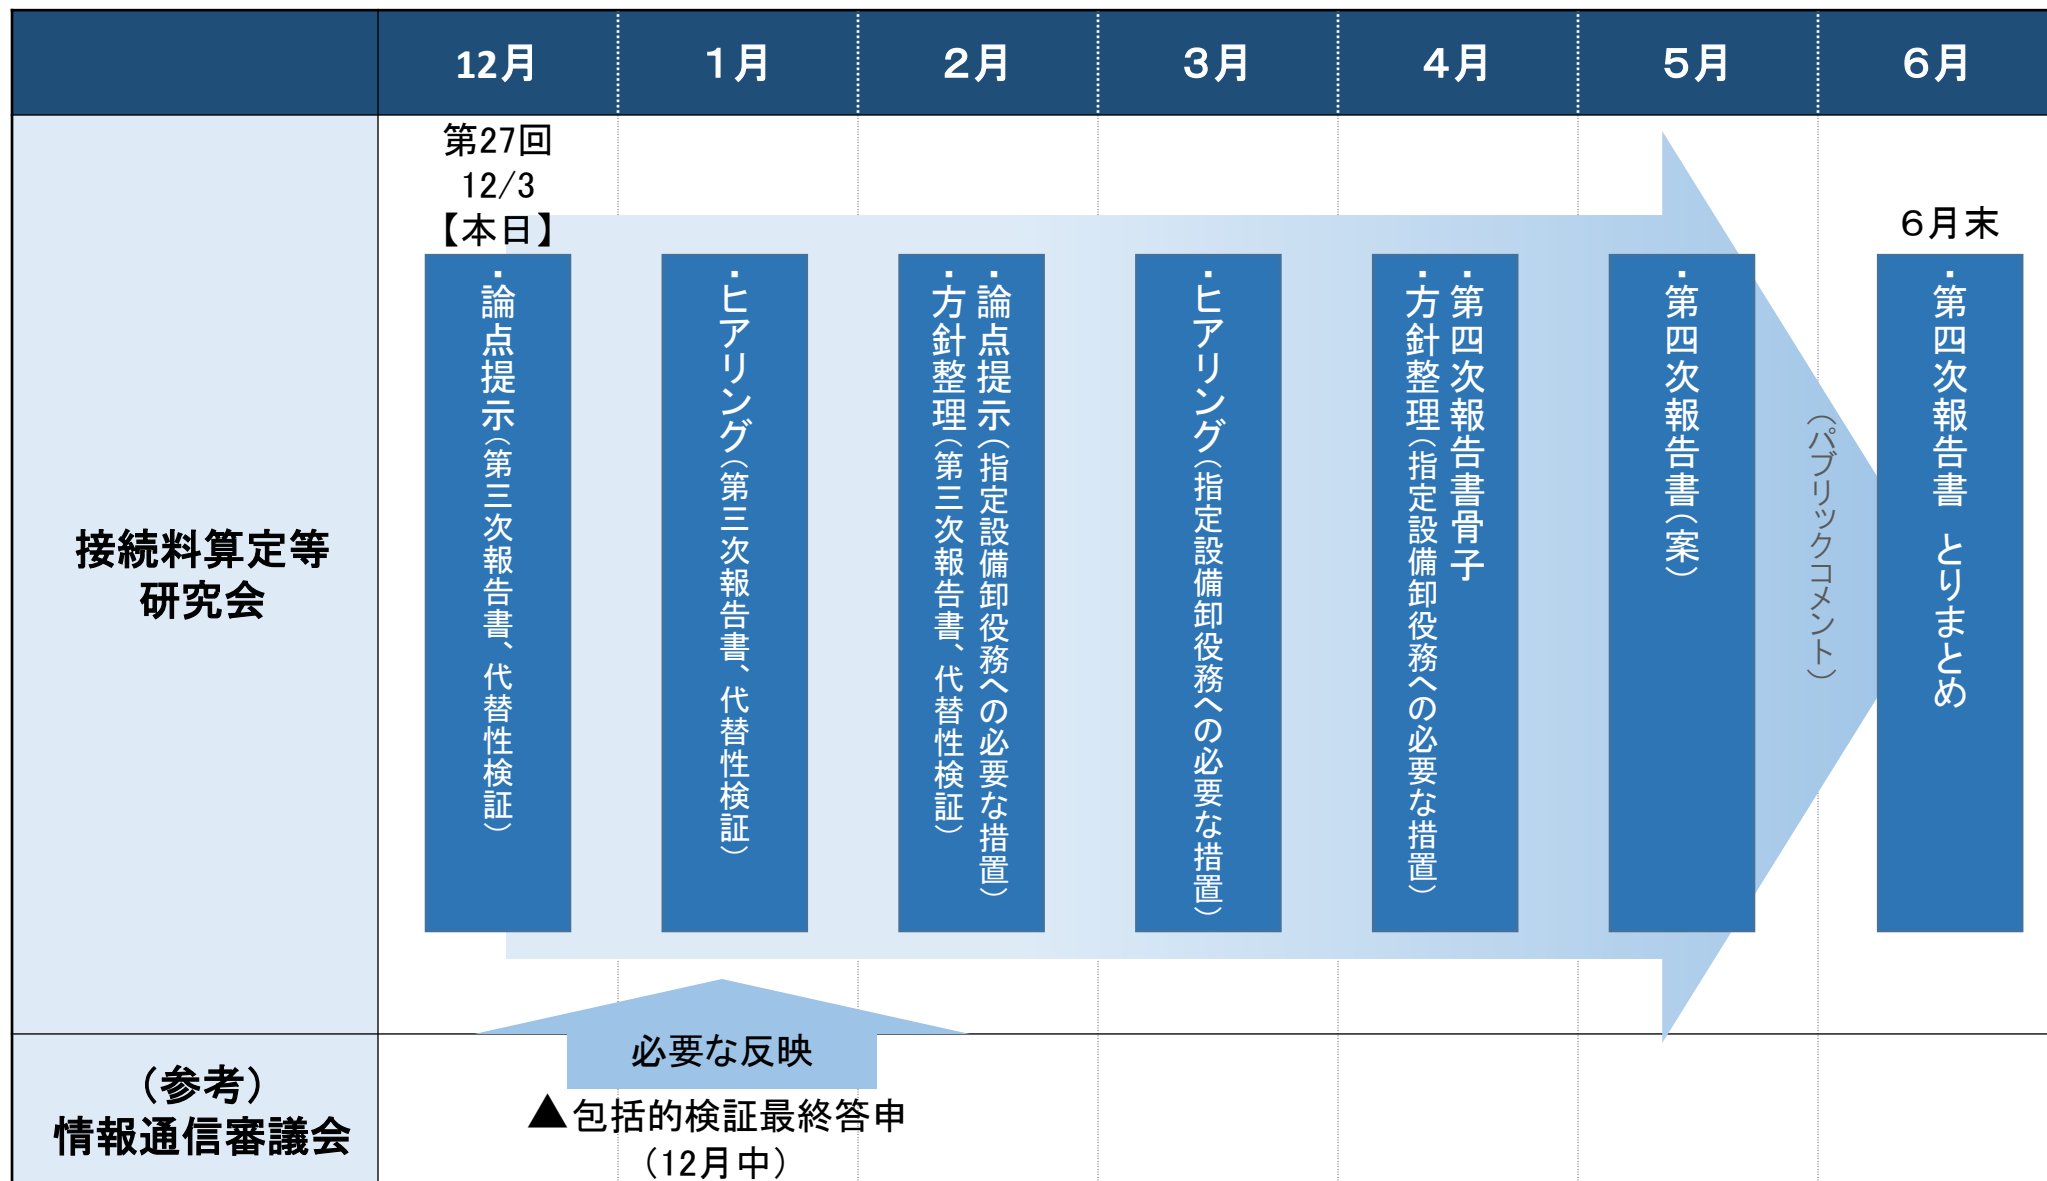 12月
1月
2月
3月
4月
5月
6月
接続料算定等
研究会
第27回
12/3
【本日】
・論点提示（第三次報告書、代替性検証）
・ヒアリング（第三次報告書、代替性検証）
・論点提示（指定設備卸役務への必要な措置）
・方針整理（第三次報告書、代替性検証）
・ヒアリング（指定設備卸役務への必要な措置）
・第四次報告書骨子
・方針整理（指定設備卸役務への必要な措置）
・第四次報告書（案）
（パブリックコメント）
6月末
・第四次報告書 とりまとめ
必要な反映
（参考）
情報通信審議会
▲包括的検証最終答申
（12月中）